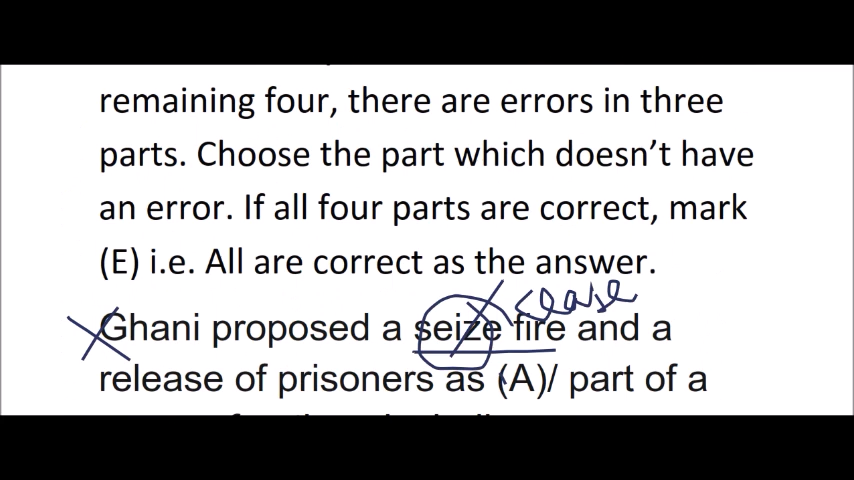 remaining four, there are errors in three
parts. Choose the part which doesn't have
an error. If all four parts are correct, mark
(E) i.e. All are correct as the answer.
cease
Ghani proposed a seize fire and a
release of prisoners as (A)/ part of a